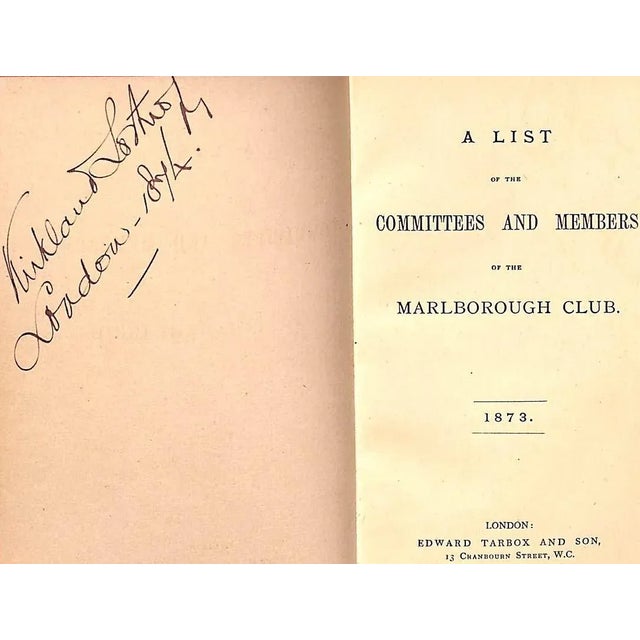 Kirkland Lothrop
London - 1874.
A LIST
OF THE
COMMITTEES AND MEMBERS
OF THE
MARLBOROUGH CLUB.
1873.
LONDON:
EDWARD TARBOX AND SON,
13 CRANBOURN STREET, W.C.